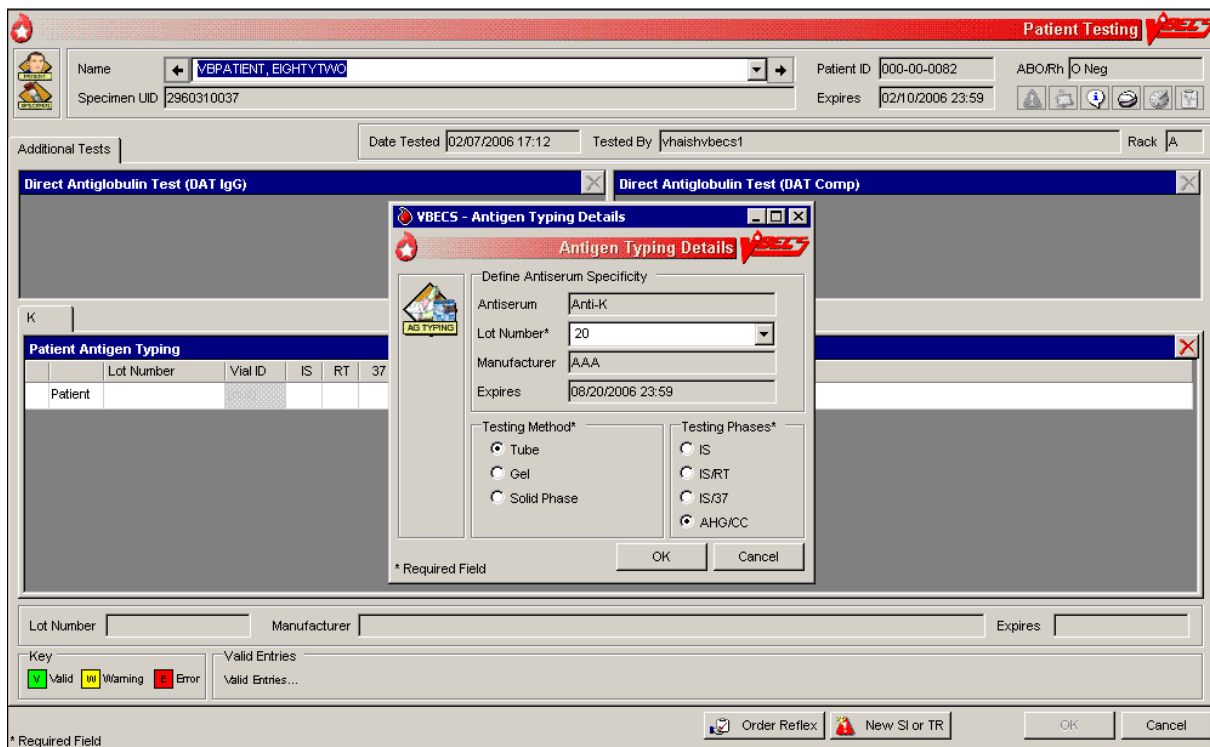 Patient Testing VBECS
PATIENT
Name VBPATIENT, EIGHTYTWO Patient ID 000-00-0082 ABO/Rh O Neg
SPECIMEN
Specimen UID 2960310037 Expires 02/10/2006 23:59
Additional Tests Date Tested 02/07/2006 17:12 Tested By vhaishvbecs1 Rack A
Direct Antiglobulin Test (DAT IgG) Direct Antiglobulin Test (DAT Comp)
K
Patient Antigen Typing
Lot Number Vial ID IS RT 37
Patient
VBECS - Antigen Typing Details
Antigen Typing Details VBECS
AG TYPING
Define Antiserum Specificity
Antiserum Anti-K
Lot Number* 20
Manufacturer AAA
Expires 08/20/2006 23:59
Testing Method*
Tube
Gel
Solid Phase
Testing Phases*
IS
IS/RT
IS/37
AHG/CC
* Required Field OK Cancel
Lot Number Manufacturer Expires
Key
V Valid W Warning E Error
Valid Entries
Valid Entries...
Order Reflex New SI or TR OK Cancel
* Required Field